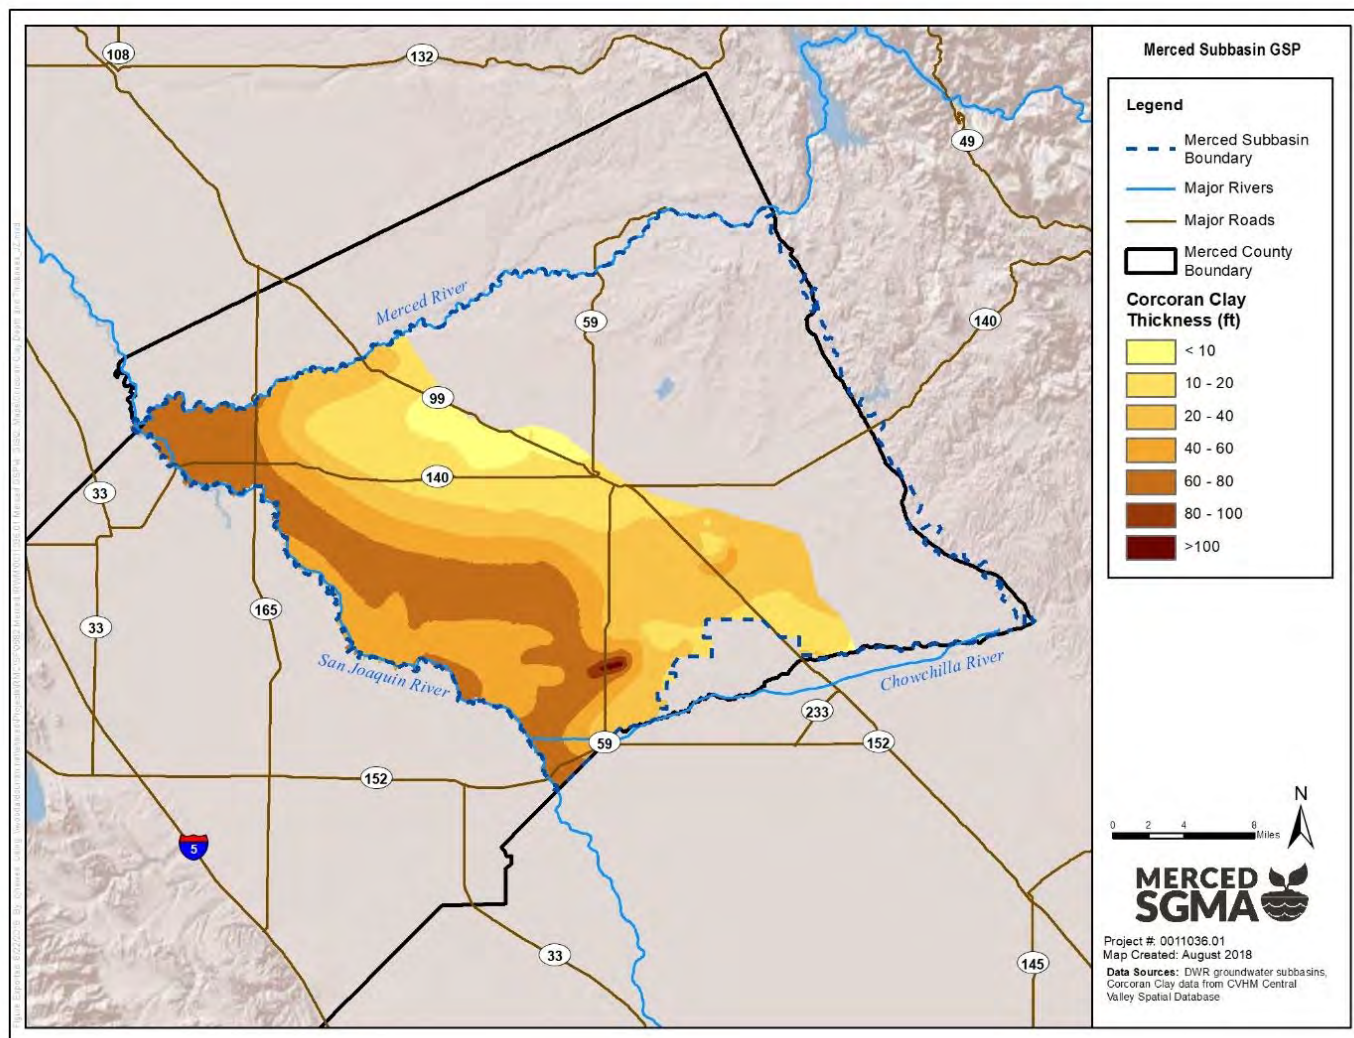 108
132
49
Merced River
59
140
99
140
33
165
33
San Joaquin River
Chowchilla River
233
59
152
152
5
33
145
Merced Subbasin GSP
Legend
Merced Subbasin
Boundary
Major Rivers
Major Roads
Merced County
Boundary
Corcoran Clay
Thickness (ft)
< 10
10 - 20
20 - 40
40 - 60
60 - 80
80 - 100
>100
N
0 2 4 8
Miles
MERCED
SGMA
Project #: 0011036.01
Map Created: August 2018
Data Sources: DWR groundwater subbasins,
Corcoran Clay data from CVHM Central
Valley Spatial Database